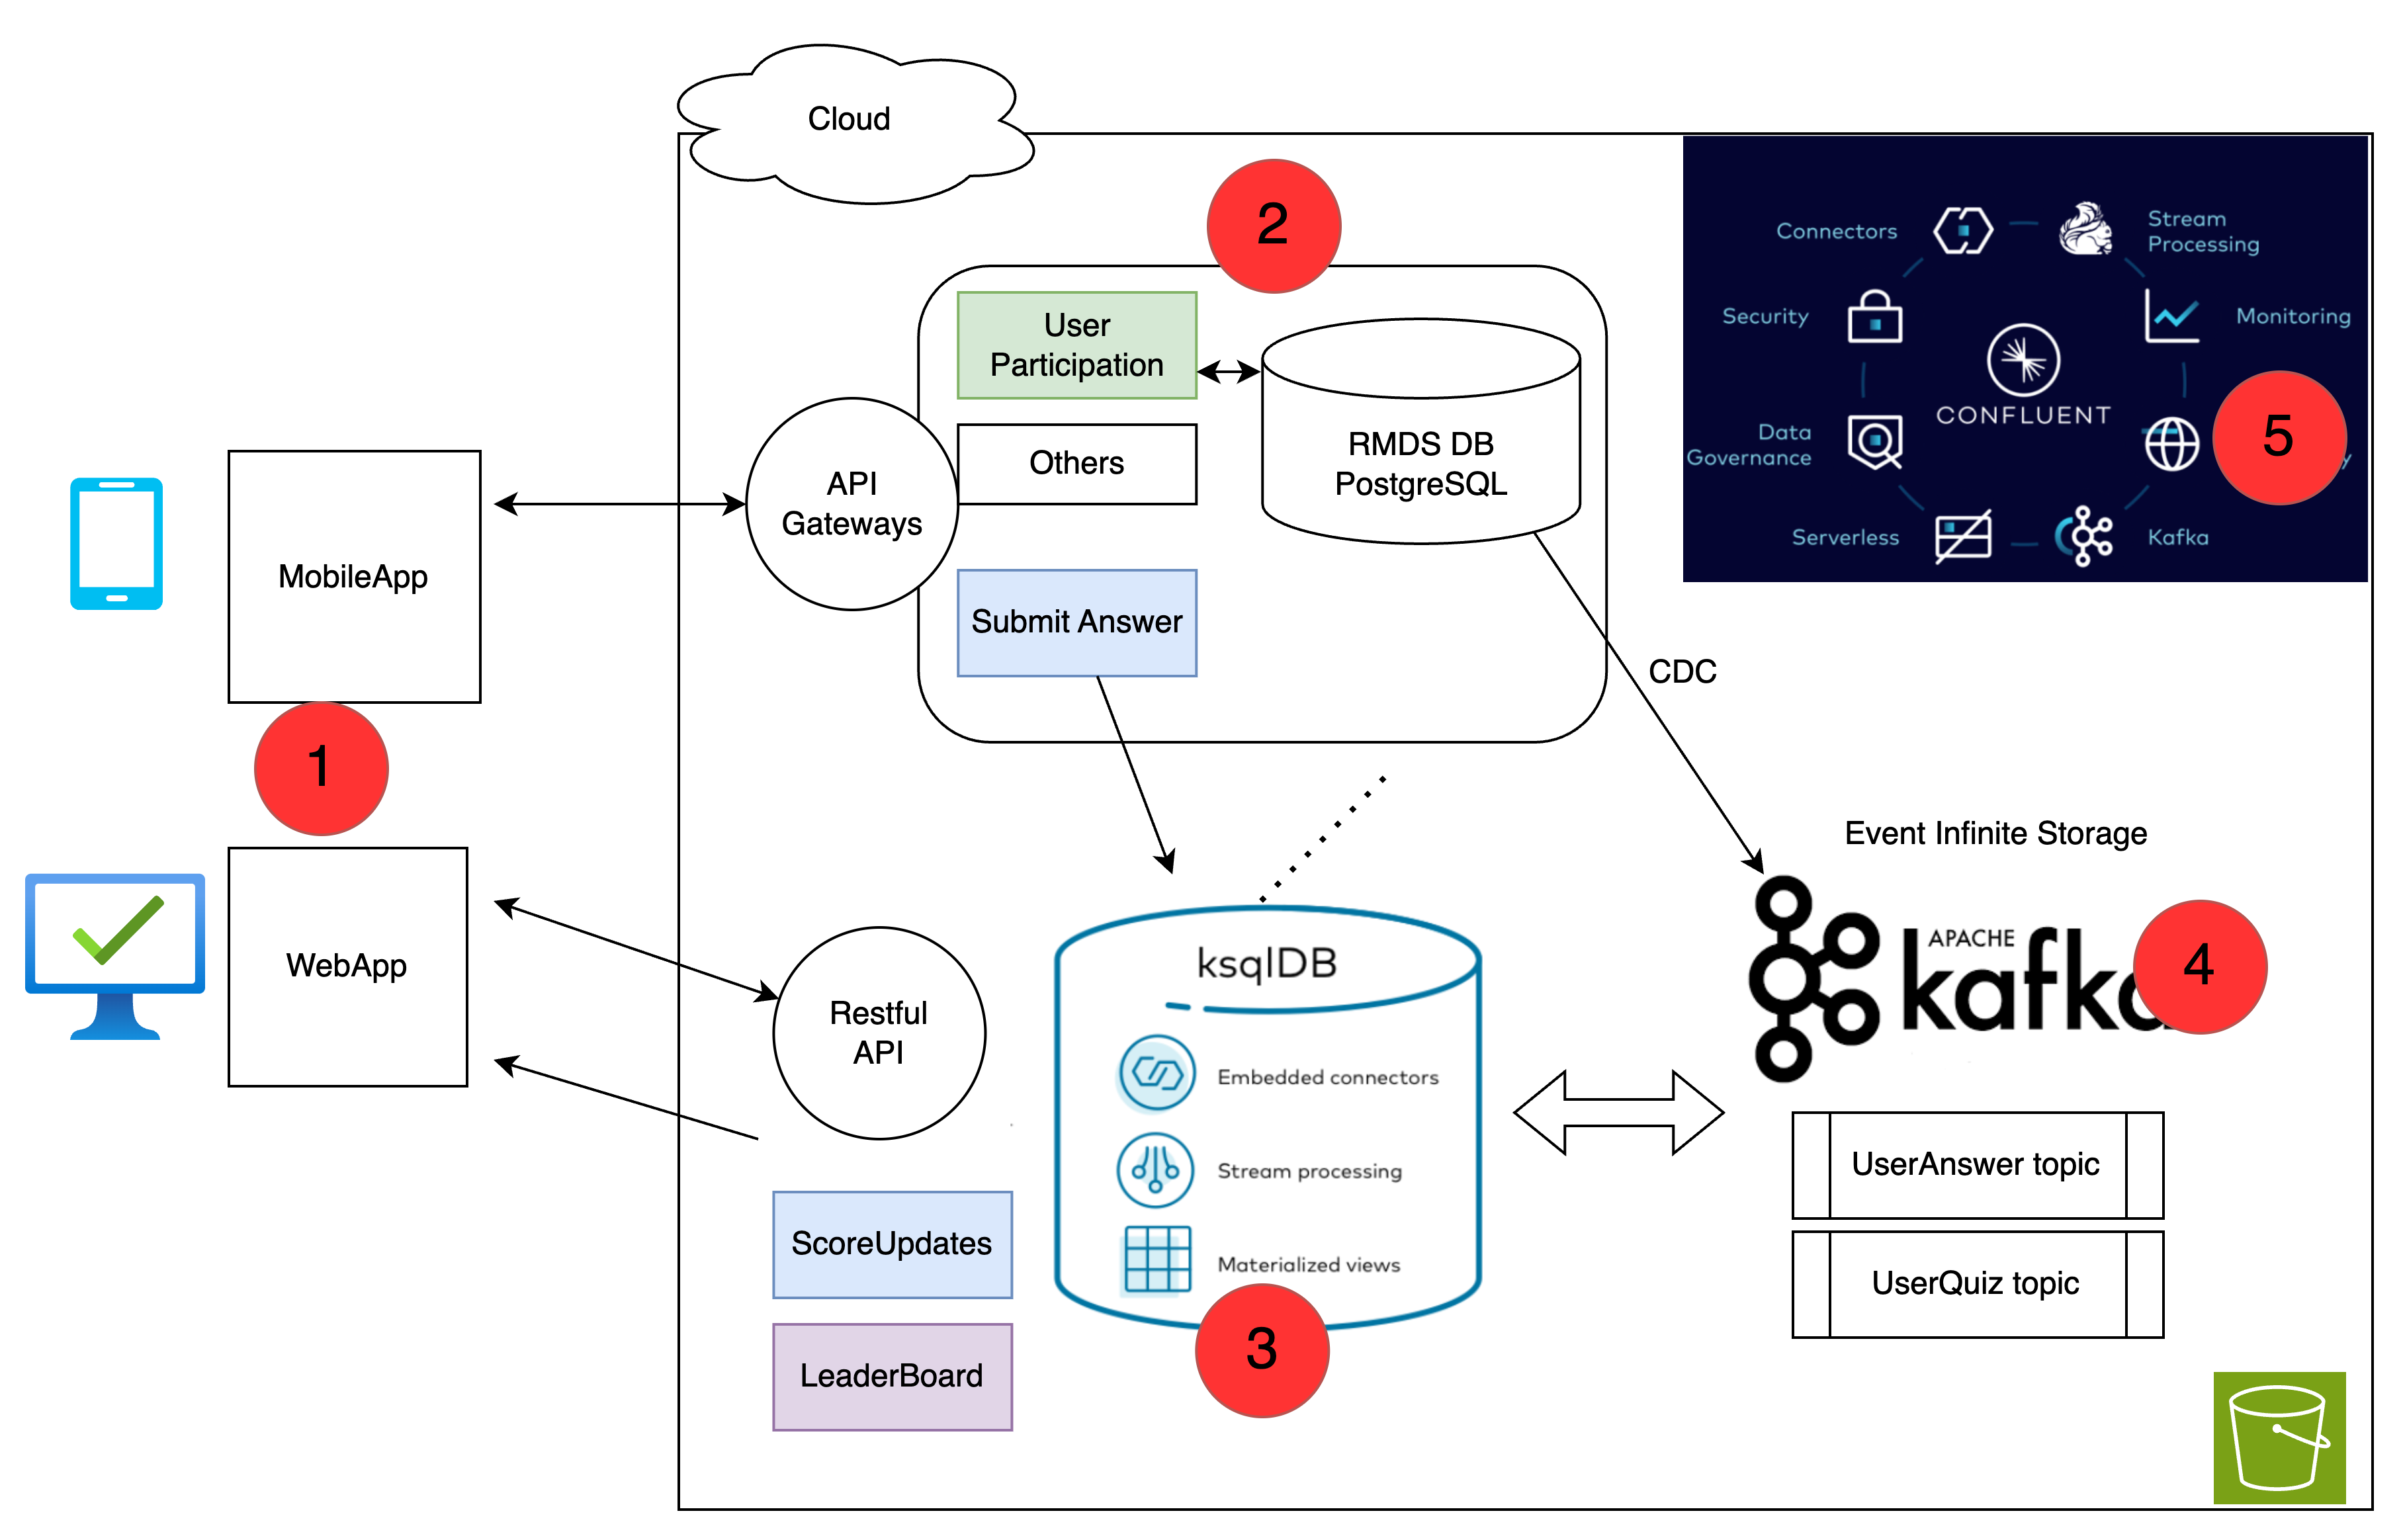 Cloud
2
Connectors
Stream
Processing
Security
Monitoring
CONFLUENT
Data
Governance
5
y
Serverless
Kafka
User
Participation
Others
RMDS DB
PostgreSQL
API
Gateways
Submit Answer
CDC
MobileApp
1
WebApp
Restful
API
ScoreUpdates
LeaderBoard
ksqlDB
Embedded connectors
Stream processing
Materialized views
3
Event Infinite Storage
APACHE
kafka
4
UserAnswer topic
UserQuiz topic